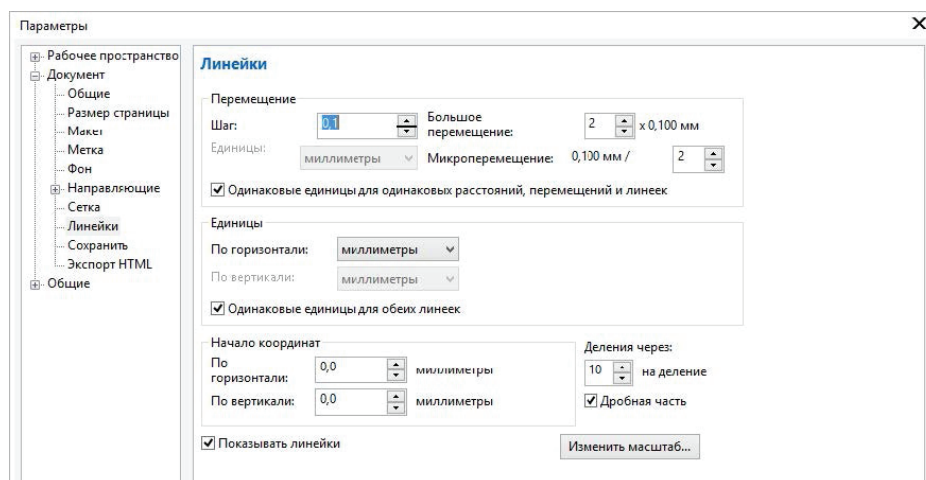 Параметры
Рабочее пространство
Документ
Общие
Размер страницы
Макет
Метка
Фон
Направляющие
Сетка
Линейки
Сохранить
Экспорт HTML
Общие
Линейки
Перемещение
Шаг: 0,1
Большое перемещение: 2 x 0,100 мм
Единицы: миллиметры
Микроперемещение: 0,100 мм / 2
Одинаковые единицы для одинаковых расстояний, перемещений и линеек
Единицы
По горизонтали: миллиметры
По вертикали: миллиметры
Одинаковые единицы для обеих линеек
Начало координат
По горизонтали: 0,0 миллиметры
По вертикали: 0,0 миллиметры
Деления через:
10 на деление
Дробная часть
Показывать линейки
Изменить масштаб...